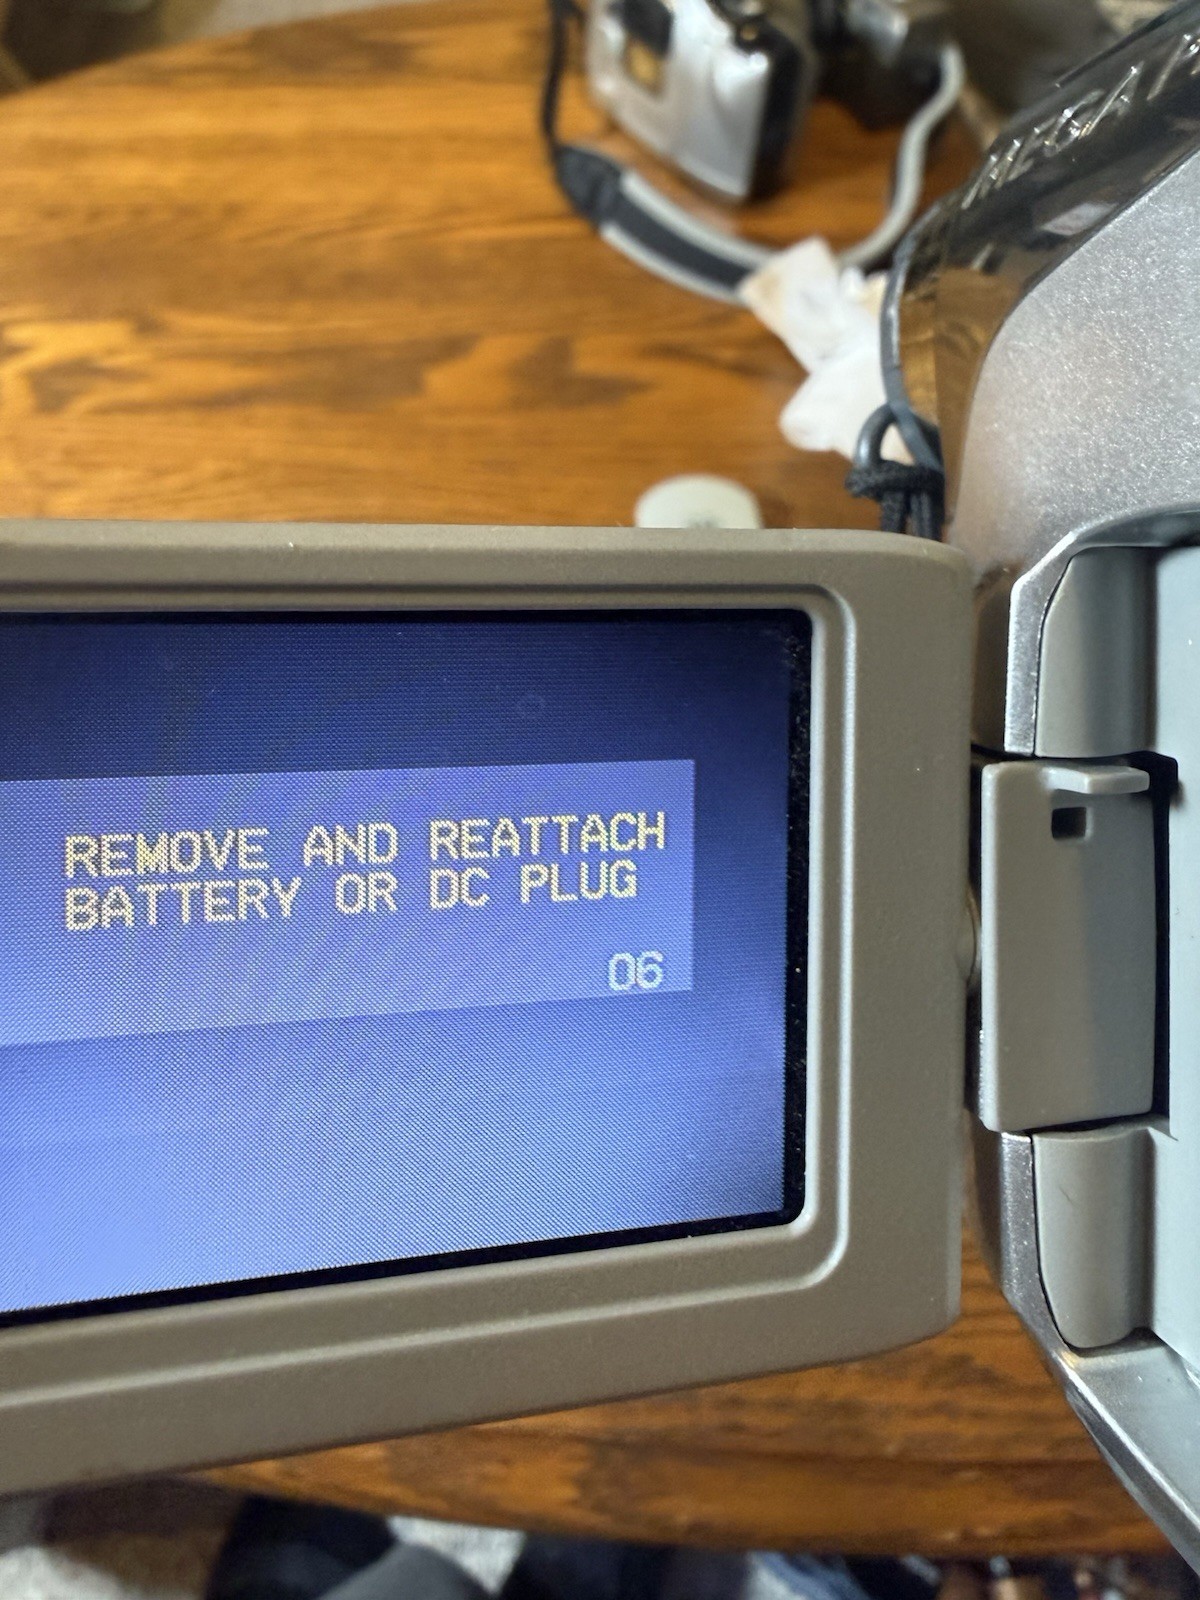 REMOVE AND REATTACH
BATTERY OR DC PLUG
06